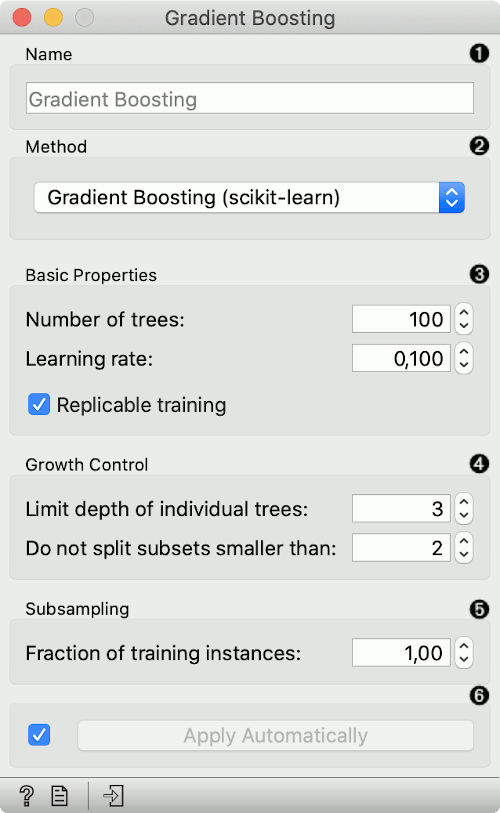 Gradient Boosting
Name ❶
Gradient Boosting
Method ❷
Gradient Boosting (scikit-learn)
Basic Properties ❸
Number of trees: 100
Learning rate: 0,100
Replicable training
Growth Control ❹
Limit depth of individual trees: 3
Do not split subsets smaller than: 2
Subsampling ❺
Fraction of training instances: 1,00
❻
Apply Automatically
?